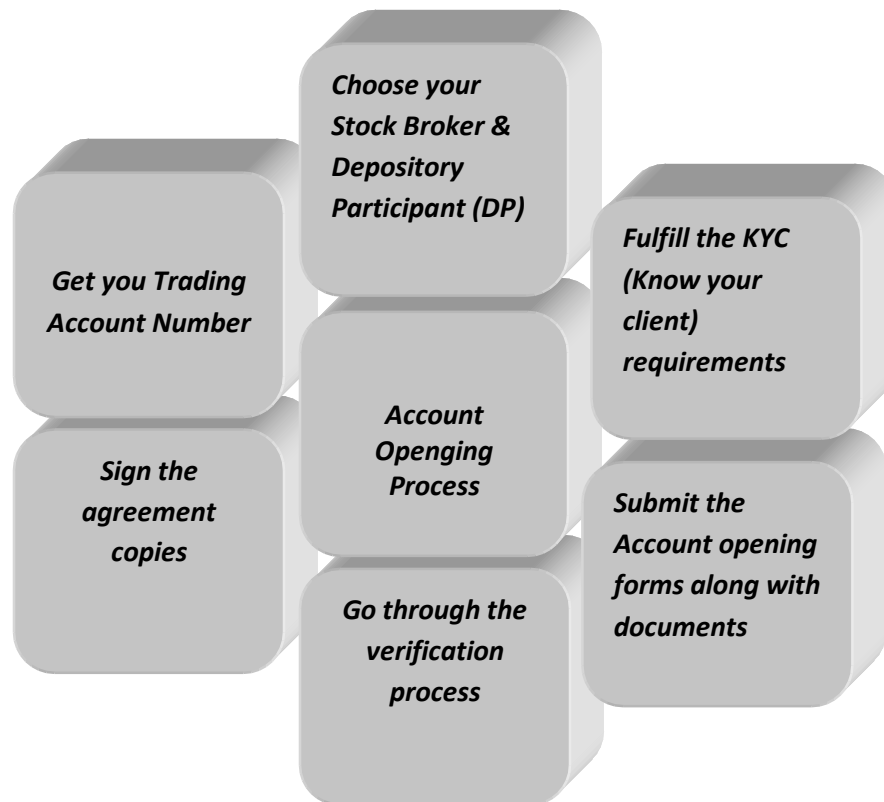 Choose your
Stock Broker &
Depository
Participant (DP)
Fulfill the KYC
(Know your
client)
requirements
Submit the
Account opening
forms along with
documents
Go through the
verification
process
Sign the
agreement
copies
Get you Trading
Account Number
Account
Openging
Process